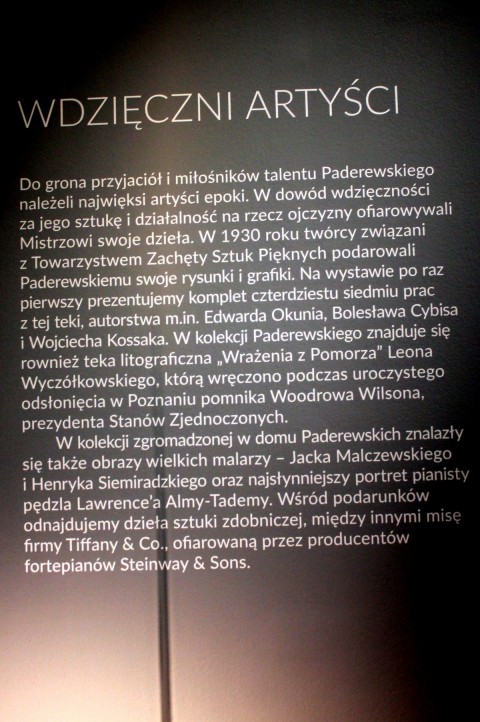 WDZIĘCZNI ARTYŚCI
Do grona przyjaciół i miłośników talentu Paderewskiego
należeli najwięksi artyści epoki. W dowód wdzięczności
za jego sztukę i działalność na rzecz ojczyzny ofiarowywali
Mistrzowi swoje dzieła. W 1930 roku twórcy związani
z Towarzystwem Zachęty Sztuk Pięknych podarowali
Paderewskiemu swoje rysunki i grafiki. Na wystawie po raz
pierwszy prezentujemy komplet czterdziestu siedmiu prac
z tej teki, autorstwa m.in. Edwarda Okunia, Bolesława Cybisa
i Wojciecha Kossaka. W kolekcji Paderewskiego znajduje się
rownież teka litograficzna „Wrażenia z Pomorza” Leona
Wyczółkowskiego, którą wręczono podczas uroczystego
odsłonięcia w Poznaniu pomnika Woodrowa Wilsona,
prezydenta Stanów Zjednoczonych.
W kolekcji zgromadzonej w domu Paderewskich znalazły
się także obrazy wielkich malarzy – Jacka Malczewskiego
i Henryka Siemiradzkiego oraz najsłynniejszy portret pianisty
pędzla Lawrence’a Almy-Tademy. Wśród podarunków
odnajdujemy dzieła sztuki zdobniczej, między innymi misę
firmy Tiffany & Co., ofiarowaną przez producentów
fortepianów Steinway & Sons.